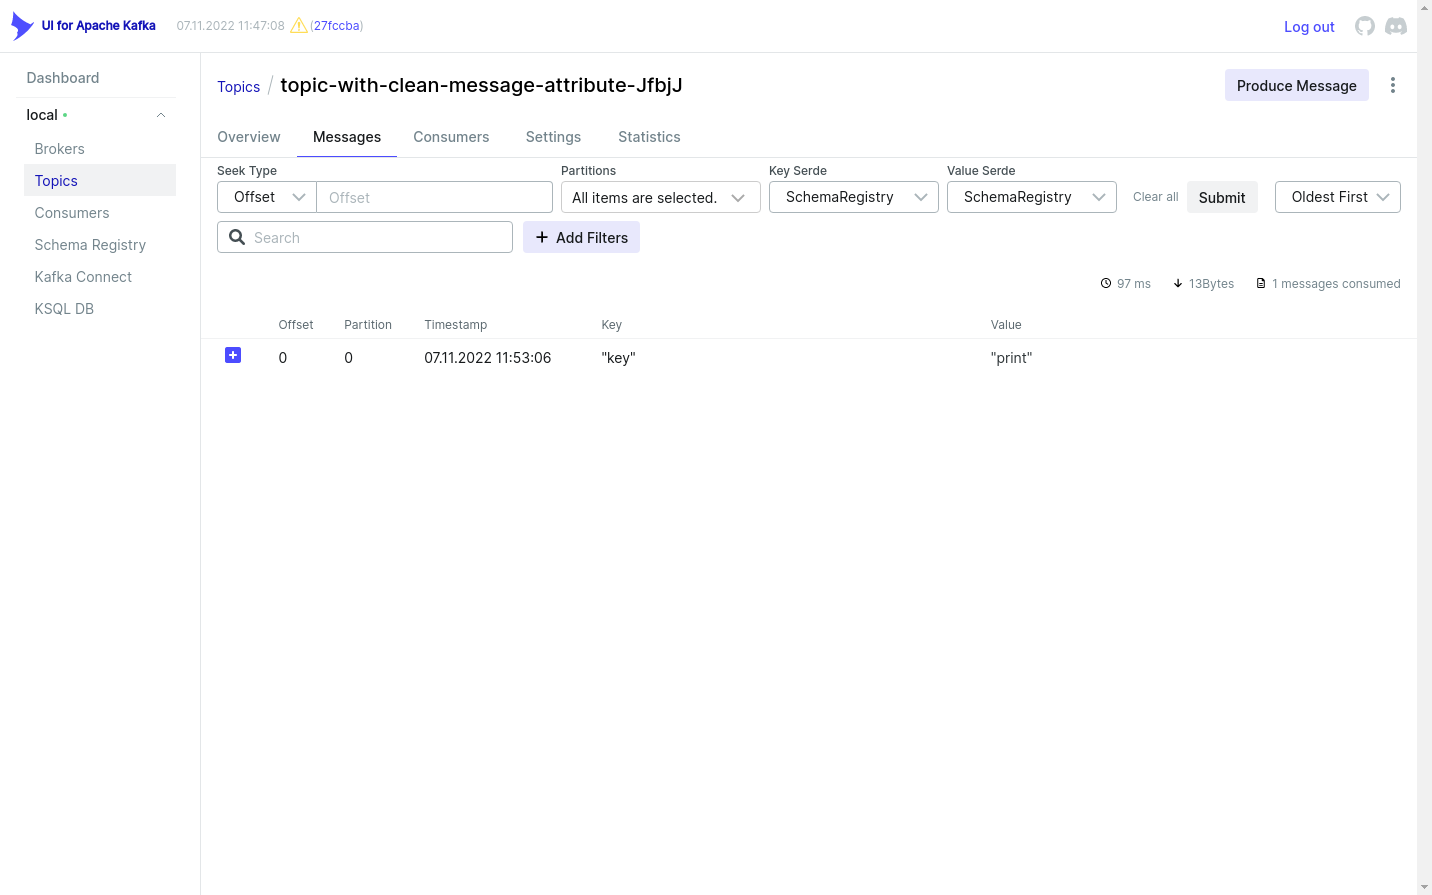 UI for Apache Kafka 07.11.2022 11:47:08 (27fccba) Log out
Dashboard
local
Brokers
Topics
Consumers
Schema Registry
Kafka Connect
KSQL DB
Topics / topic-with-clean-message-attribute-JfbjJ Produce Message
Overview Messages Consumers Settings Statistics
Seek Type Partitions Key Serde Value Serde
Offset Offset All items are selected. SchemaRegistry SchemaRegistry Clear all Submit Oldest First
Search Add Filters
97 ms 13Bytes 1 messages consumed
Offset Partition Timestamp Key Value
0 0 07.11.2022 11:53:06 "key" "print"